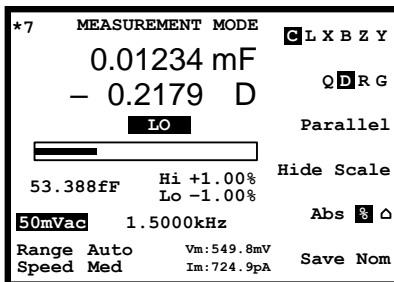 *7 MEASUREMENT MODE
C L X B Z Y
0.01234 mF
Q D R G
– 0.2179 D
LO
Parallel
Hide Scale
53.388fF
Hi +1.00%
Lo –1.00%
Abs % △
50mVac 1.5000kHz
Range Auto Vm:549.8mV
Speed Med Im:724.9pA
Save Nom